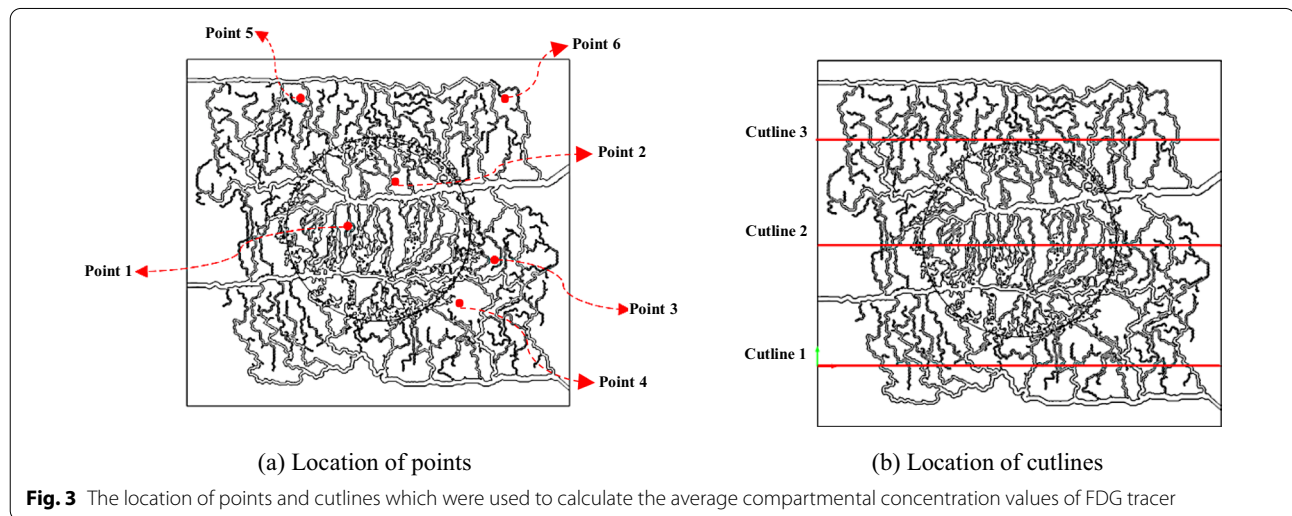 Point 5
Point 6
Point 2
Point 1
Point 3
Point 4
(a) Location of points
Cutline 3
Cutline 2
Cutline 1
(b) Location of cutlines
Fig. 3 The location of points and cutlines which were used to calculate the average compartmental concentration values of FDG tracer